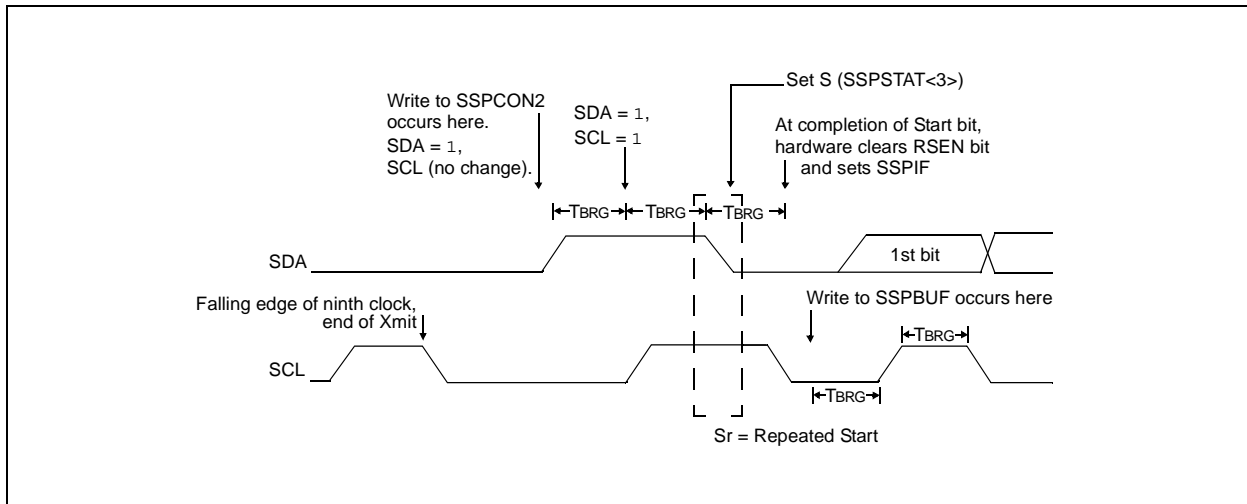 Set S (SSPSTAT<3>)
Write to SSPCON2
occurs here.
SDA = 1,
SCL (no change).
SDA = 1,
SCL = 1
At completion of Start bit,
hardware clears RSEN bit
and sets SSPIF
TBRG
TBRG
TBRG
SDA
1st bit
Falling edge of ninth clock,
end of Xmit
Write to SSPBUF occurs here
TBRG
SCL
TBRG
Sr = Repeated Start